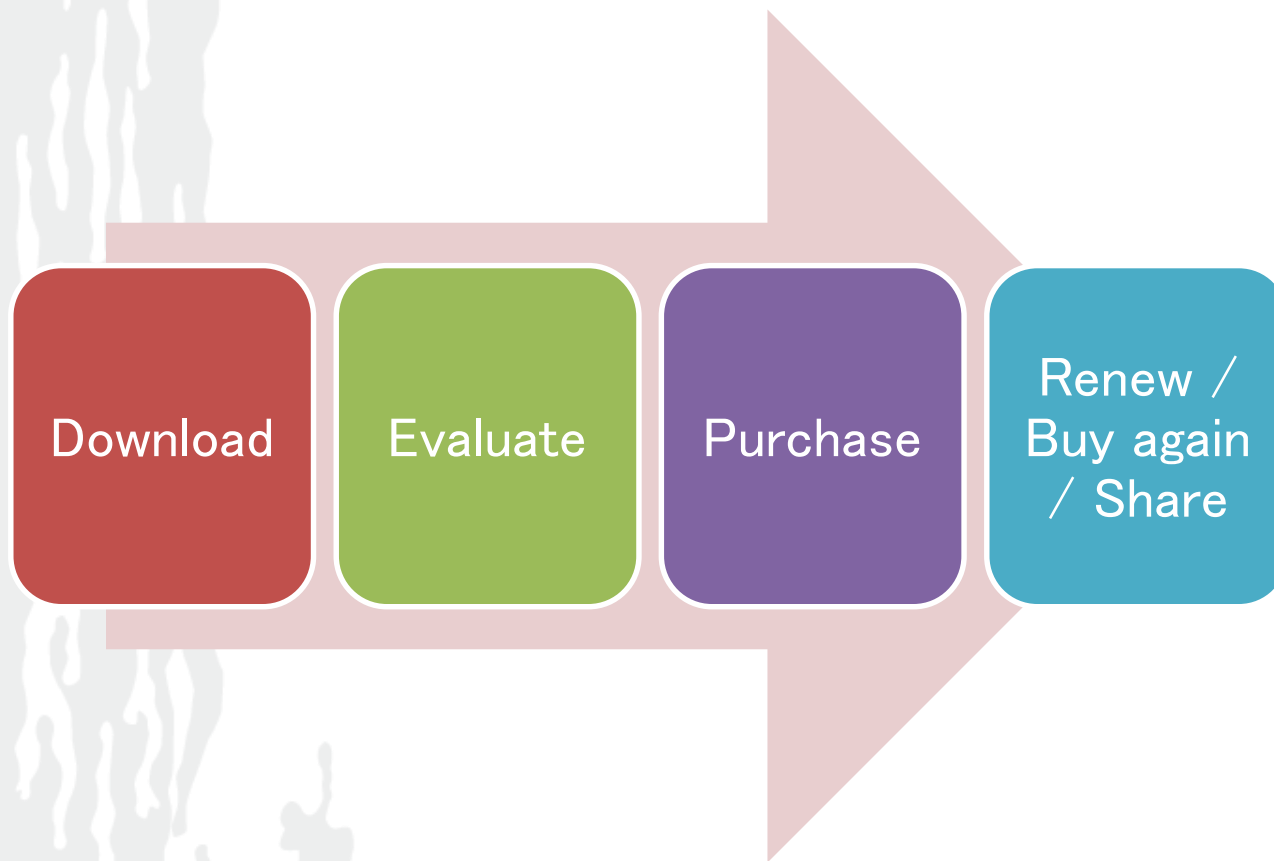 Download
Evaluate
Purchase
Renew /
Buy again
/ Share